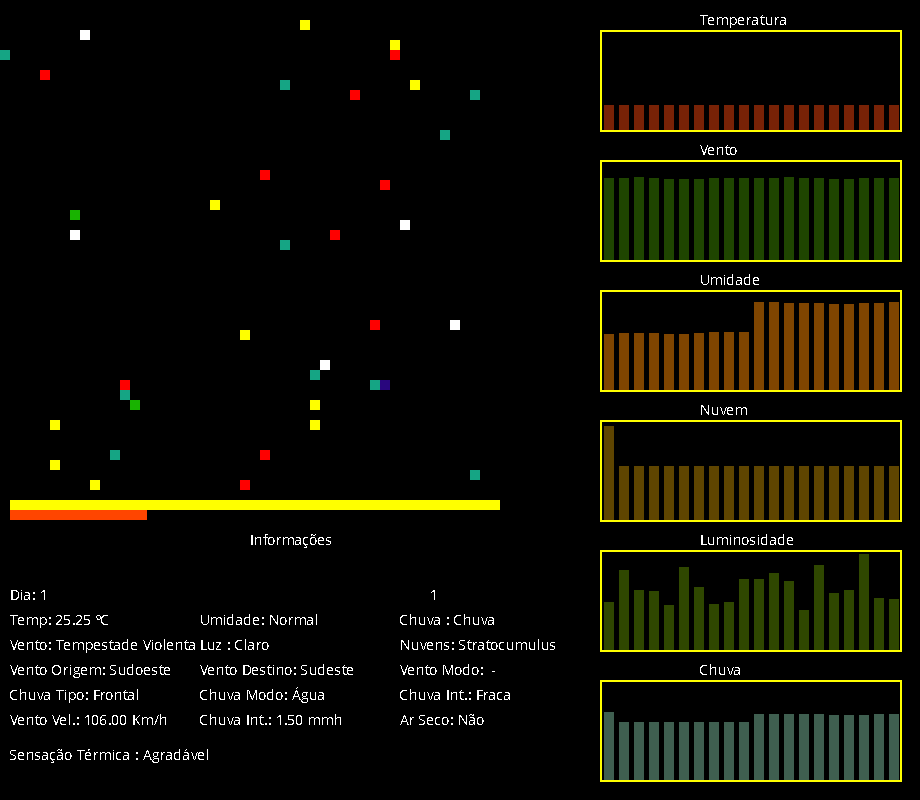 Temperatura
Vento
Umidade
Nuvem
Luminosidade
Chuva
Informações
Dia: 1 1
Temp: 25.25 ºC Umidade: Normal Chuva : Chuva
Vento: Tempestade Violenta Luz : Claro Nuvens: Stratocumulus
Vento Origem: Sudoeste Vento Destino: Sudeste Vento Modo: -
Chuva Tipo: Frontal Chuva Modo: Água Chuva Int.: Fraca
Vento Vel.: 106.00 Km/h Chuva Int.: 1.50 mmh Ar Seco: Não
Sensação Térmica : Agradável